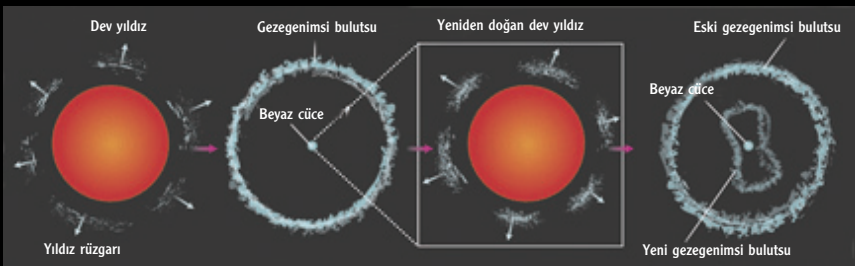 Dev yıldız
Gezegenimsi bulutsu
Yeniden doğan dev yıldız
Eski gezegenimsi bulutsu
Beyaz cüce
Beyaz cüce
Yıldız rüzgarı
Yeni gezegenimsi bulutsu